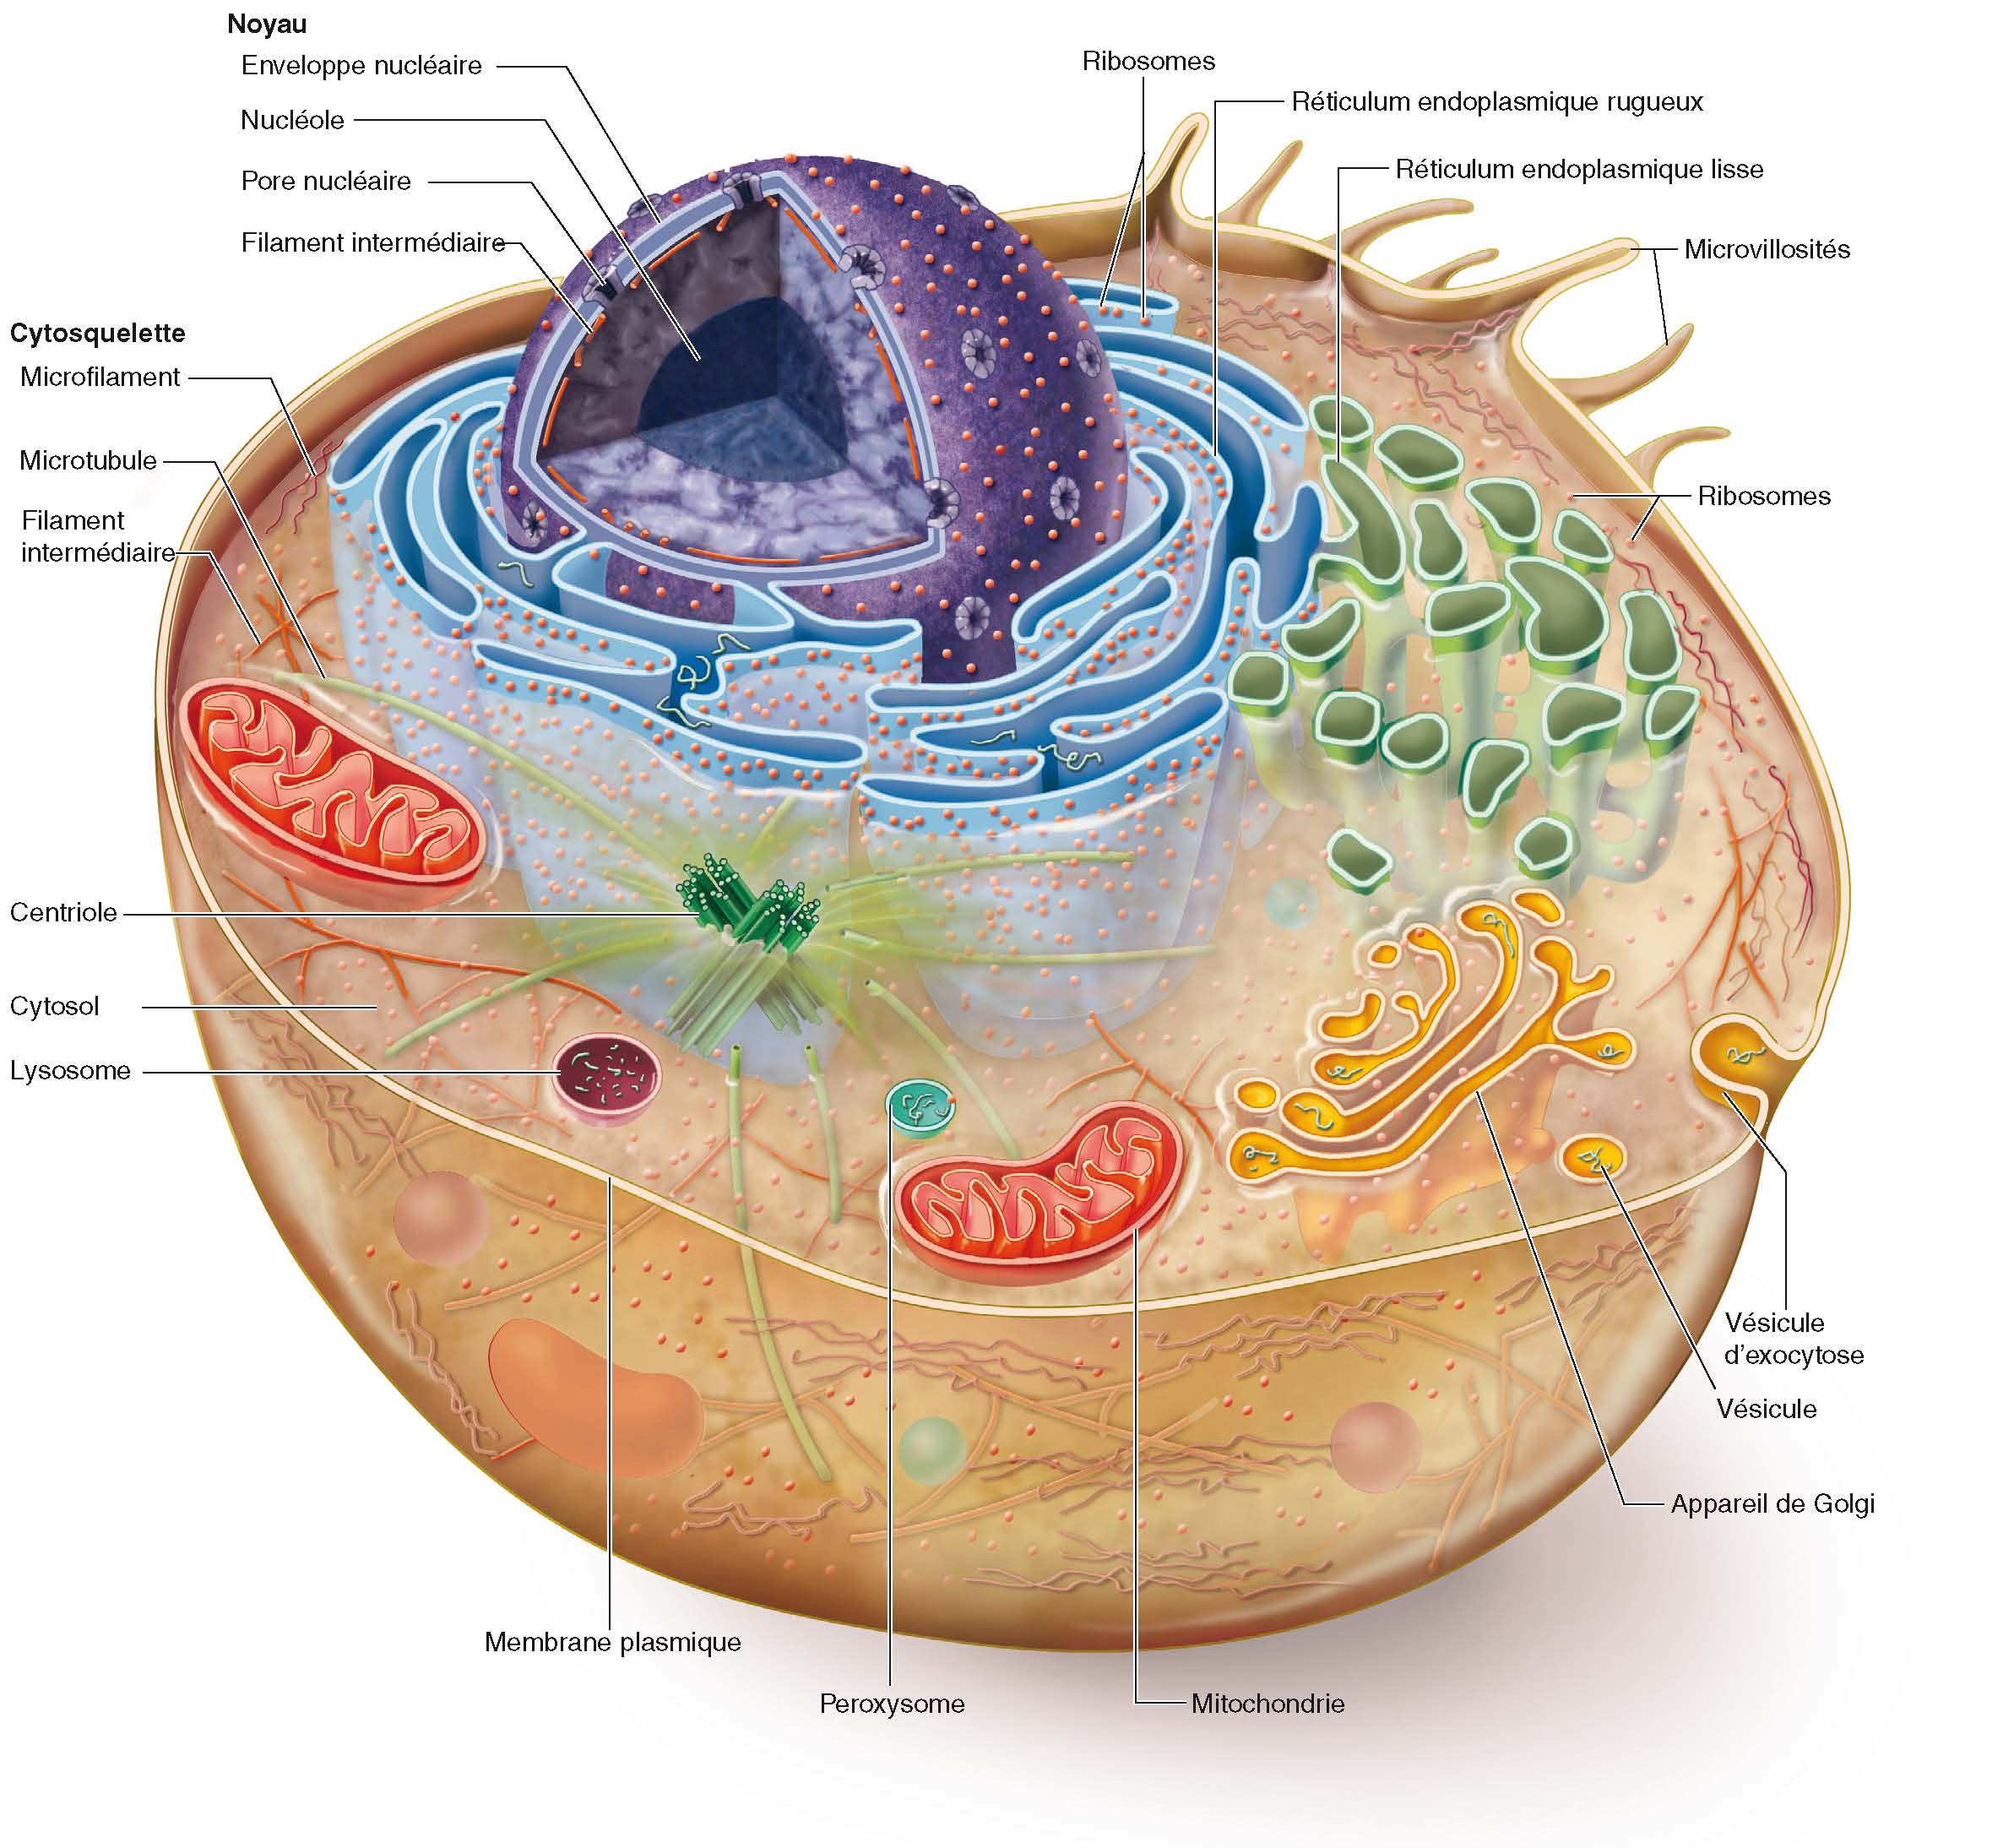 Noyau
Enveloppe nucléaire
Nucléole
Pore nucléaire
Filament intermédiaire
Ribosomes
Réticulum endoplasmique rugueux
Réticulum endoplasmique lisse
Microvillosités
Cytosquelette
Microfilament
Microtubule
Filament
intermédiaire
Ribosomes
Centriole
Cytosol
Lysosome
Vésicule
d'exocytose
Vésicule
Appareil de Golgi
Membrane plasmique
Peroxysome
Mitochondrie